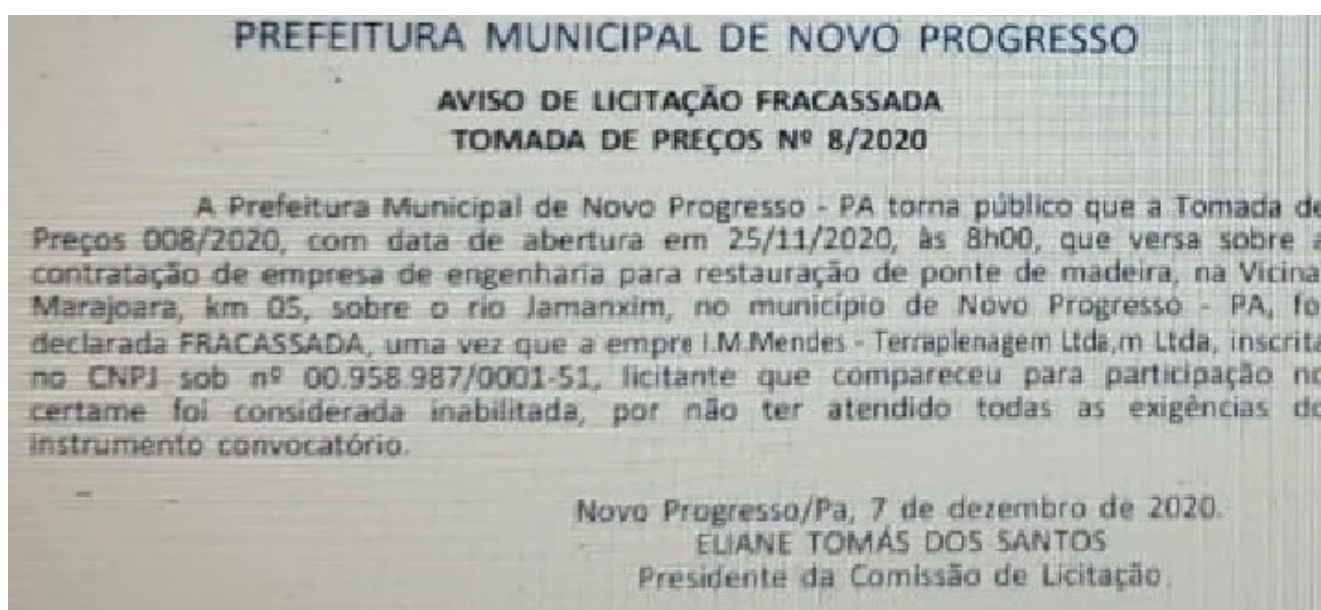 PREFEITURA MUNICIPAL DE NOVO PROGRESSO
AVISO DE LICITAÇÃO FRACASSADA
TOMADA DE PREÇOS Nº 8/2020
A Prefeitura Municipal de Novo Progresso - PA torna público que a Tomada de
Preços 008/2020, com data de abertura em 25/11/2020, às 8h00, que versa sobre a
contratação de empresa de engenharia para restauração de ponte de madeira, na Vicina
Marajoara, km 05, sobre o rio Jamanxim, no município de Novo Progresso - PA, fo
declarada FRACASSADA, uma vez que a empre I.M.Mendes - Terraplenagem Ltda,m Ltda, inscrita
no CNPJ sob nº 00.958.987/0001-51, licitante que compareceu para participação no
certame foi considerada inabilitada, por não ter atendido todas as exigências do
instrumento convocatório.
Novo Progresso/Pa, 7 de dezembro de 2020.
ELIANE TOMÁS DOS SANTOS
Presidente da Comissão de Licitação.